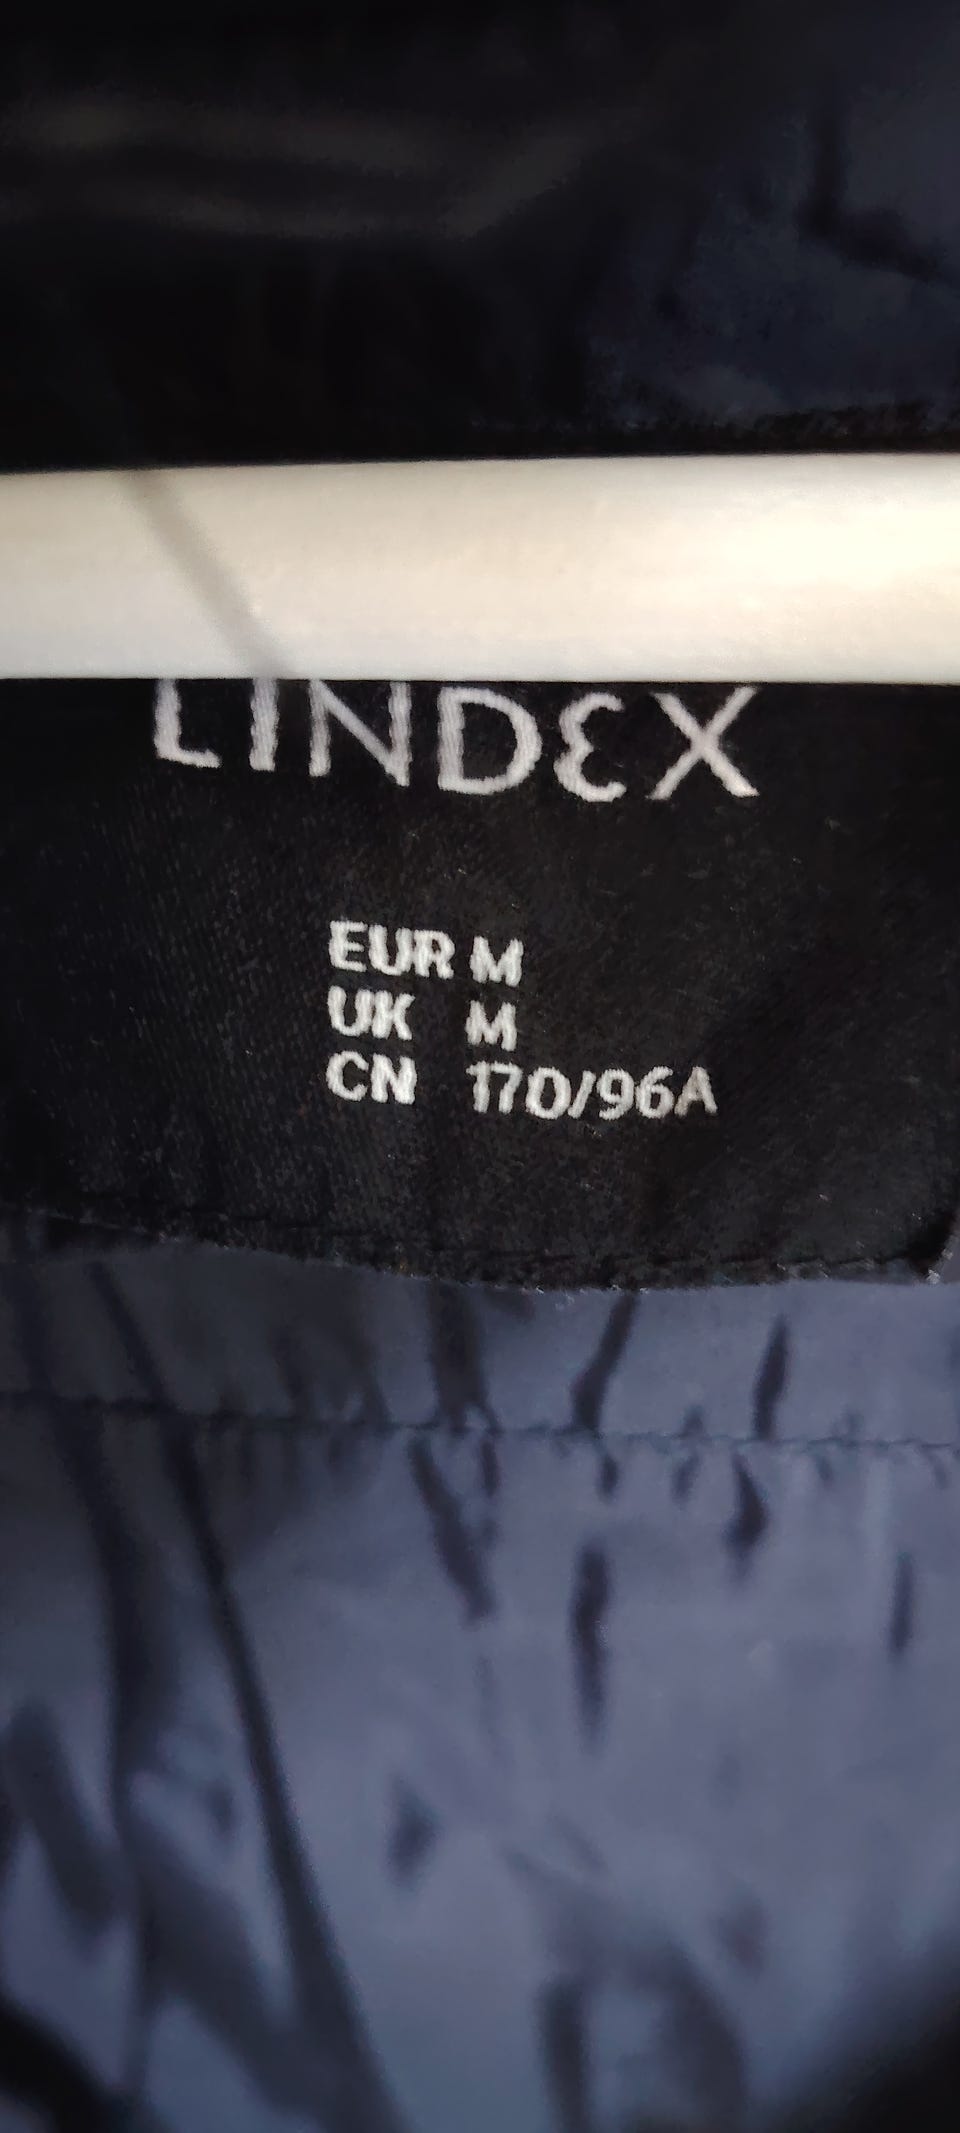 LINDEX
EUR M
UK M
CN 170/96A